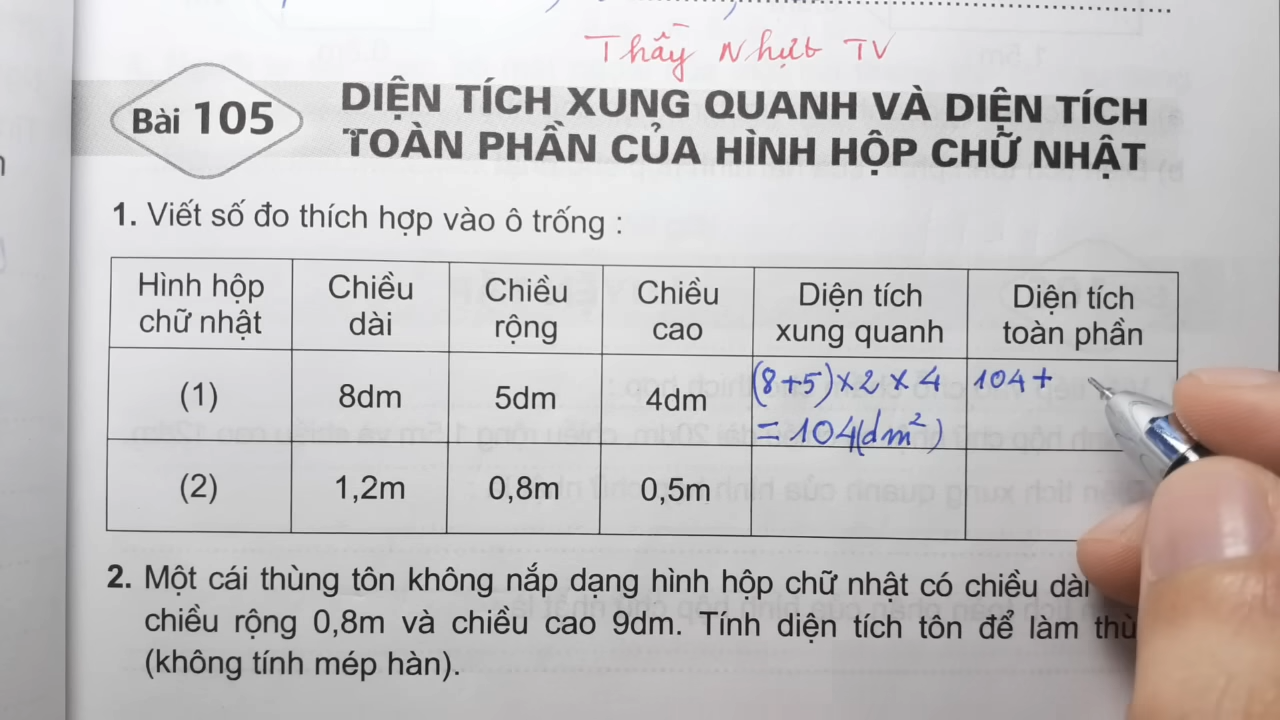 Thầy Nhựt TV
Bài 105
DIỆN TÍCH XUNG QUANH VÀ DIỆN TÍCH
TOÀN PHẦN CỦA HÌNH HỘP CHỮ NHẬT
1. Viết số đo thích hợp vào ô trống :
Hình hộp chữ nhật Chiều dài Chiều rộng Chiều cao Diện tích xung quanh Diện tích toàn phần
(1) 8dm 5dm 4dm (8+5)×2×4 104+
=104(dm²)
(2) 1,2m 0,8m 0,5m
2. Một cái thùng tôn không nắp dạng hình hộp chữ nhật có chiều dài
chiều rộng 0,8m và chiều cao 9dm. Tính diện tích tôn để làm
(không tính mép hàn).